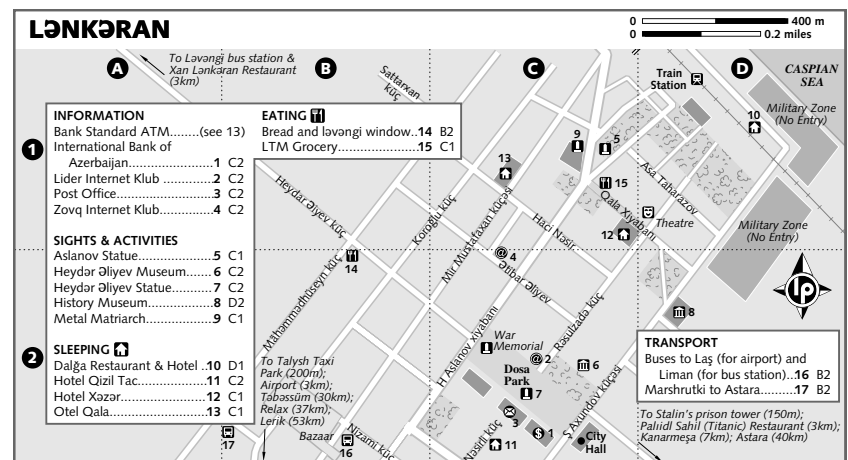 LƏNKƏRAN
0 400 m
0 0.2 miles
A
B
C
D
1
2
To Lәvәngi bus station &
Xan Lәnkәran Restaurant
(3km)
INFORMATION
Bank Standard ATM........(see 13)
International Bank of
Azerbaijan.....................1 C2
Lider Internet Klub ..............2 C2
Post Office...........................3 C2
Zovq Internet Klub...............4 C2
SIGHTS & ACTIVITIES
Aslanov Statue.....................5 C1
Heydər Əliyev Museum.......6 C2
Heydər Əliyev Statue...........7 C2
History Museum...................8 D2
Metal Matriarch...................9 C1
SLEEPING
Dalğa Restaurant & Hotel ..10 D1
Hotel Qizil Tac....................11 C2
Hotel Xəzər........................12 C1
Otel Qala............................13 C1
EATING
Bread and ləvəngi window..14 B2
LTM Grocery......................15 C1
TRANSPORT
Buses to Laş (for airport) and
Liman (for bus station)..16 B2
Marshrutki to Astara.........17 B2
Sattarxan
küç
Train
Station
CASPIAN
SEA
Military Zone
(No Entry)
10
9
5
13
15
Asa Taharazov
Qala Xiyabanı
Theatre
12
Military Zone
(No Entry)
Heydər Əliyev küç
Koroğlu küç
Mir Mustafaxan küçəsi
Haci Nəsir
14
4
Etibar Əliyev
Məhəmmədhüseyn küç
H Aslanov xiyabanı
Rəsulzadə küç
8
lp
War
Memorial
2
6
Dosa
Park
7
To Talysh Taxi
Park (200m);
Airport (3km);
Təbəssüm (30km);
Relax (37km);
Lerik (53km)
Bazaar
17
16
Nizami küç
Nəsirli küç
3
11
1
Ş Axundov küçəsi
City
Hall
To Stalin's prison tower (150m);
Paluidl Sahil (Titanic) Restaurant (3km);
Kanarmeşa (7km); Astara (40km)
lp